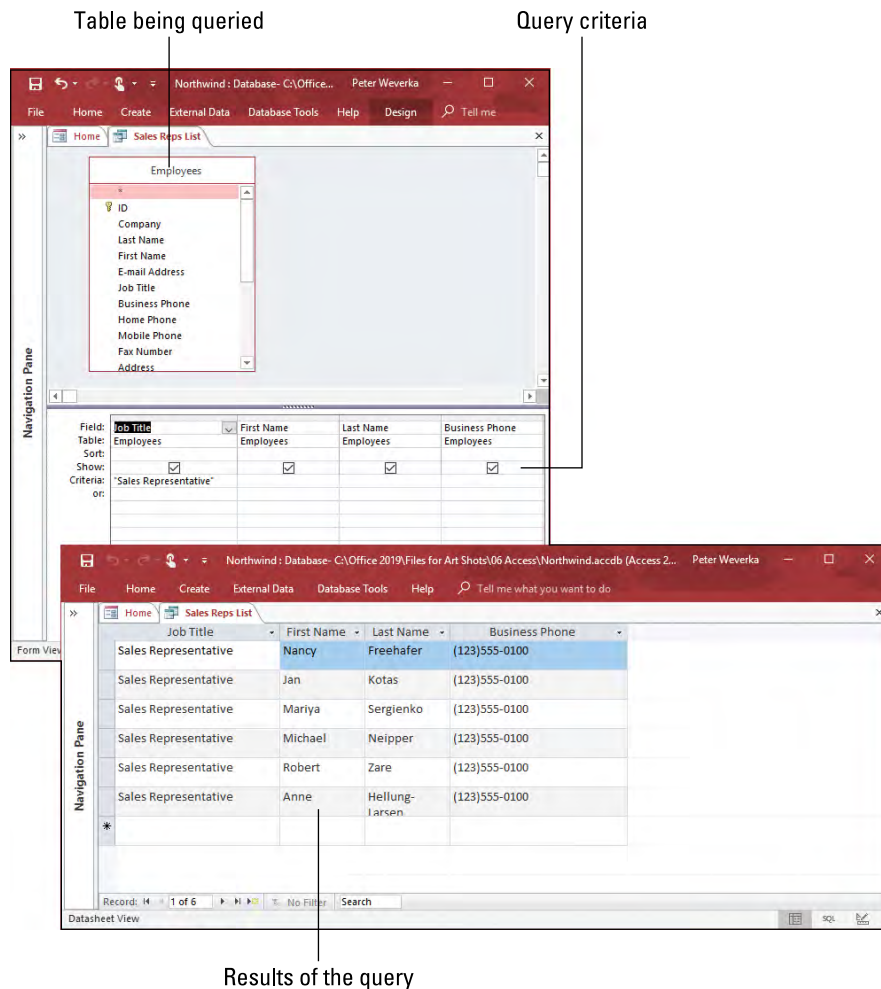 Table being queried
Query criteria
Northwind : Database- C:\Office... Peter Weverka
File Home Create External Data Database Tools Help Design Tell me
Home Sales Reps List
Employees
*
ID
Company
Last Name
First Name
E-mail Address
Job Title
Business Phone
Home Phone
Mobile Phone
Fax Number
Address
Navigation Pane
Field: Job Title First Name Last Name Business Phone
Table: Employees Employees Employees Employees
Sort:
Show:
Criteria: "Sales Representative"
or:
Form View
Northwind : Database- C:\Office 2019\Files for Art Shots\06 Access\Northwind.accdb (Access 2... Peter Weverka
File Home Create External Data Database Tools Help Tell me what you want to do
Home Sales Reps List
Job Title First Name Last Name Business Phone
Sales Representative Nancy Freehafer (123)555-0100
Sales Representative Jan Kotas (123)555-0100
Sales Representative Mariya Sergienko (123)555-0100
Sales Representative Michael Neipper (123)555-0100
Sales Representative Robert Zare (123)555-0100
Sales Representative Anne Hellung-
Larsen (123)555-0100
Navigation Pane
Record: 1 of 6 No Filter Search
Datasheet View SQL
Results of the query